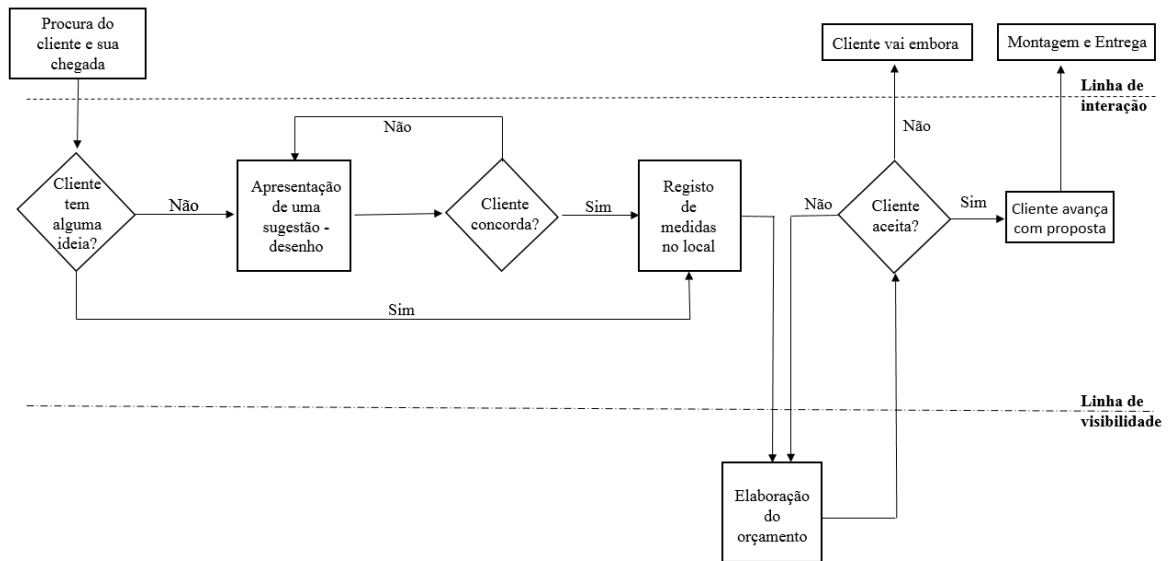 Procura do
cliente e sua
chegada
Cliente vai embora
Montagem e Entrega
Linha de
interação
Não
Não
Cliente
tem
alguma
ideia?
Não
Apresentação
de uma
sugestão -
desenho
Cliente
concorda?
Sim
Registo
de
medidas
no local
Não
Cliente
aceita?
Sim
Cliente avança
com proposta
Sim
Linha de
visibilidade
Elaboração
do
orçamento